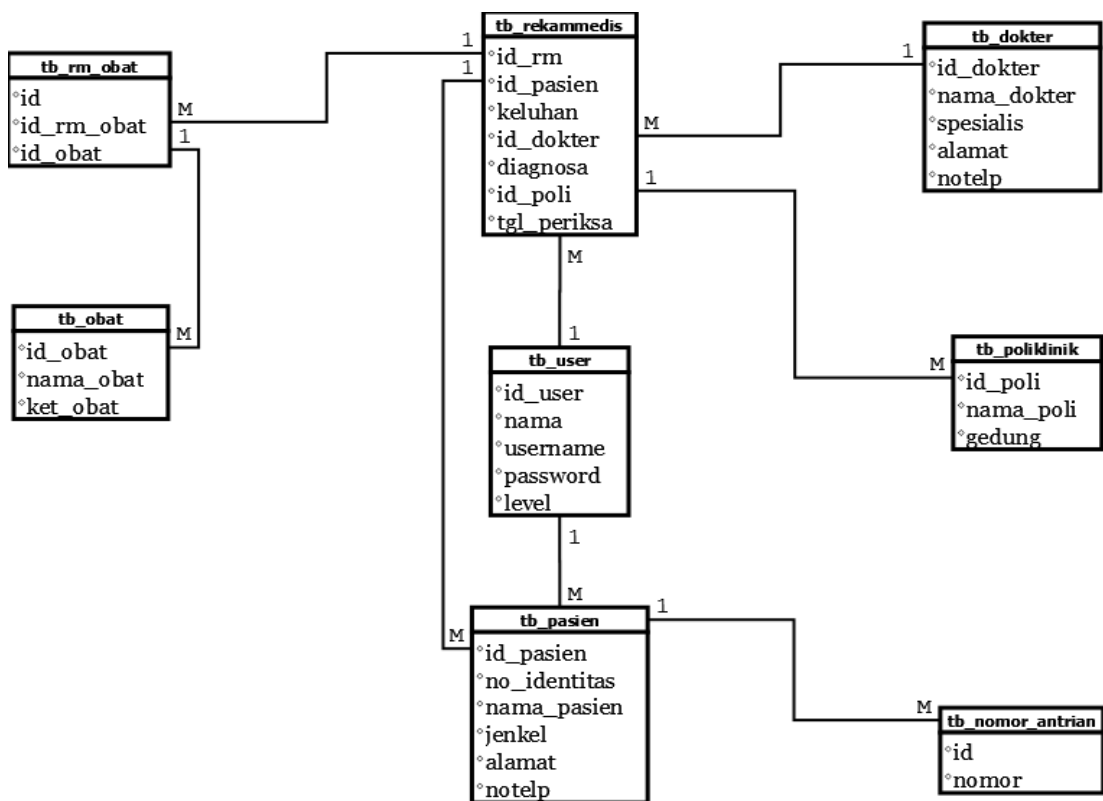 tb_rekammedis
id_rm
id_pasien
keluhan
id_dokter
diagnosa
id_poli
tgl_periksa
tb_rm_obat
id
id_rm_obat
id_obat
tb_dokter
id_dokter
nama_dokter
spesialis
alamat
notelp
1
1
M
1
M
1
1
M
tb_obat
id_obat
nama_obat
ket_obat
M
1
tb_user
id_user
nama
username
password
level
tb_poliklinik
id_poli
nama_poli
gedung
M
1
M
tb_pasien
id_pasien
no_identitas
nama_pasien
jenkel
alamat
notelp
M
1
M
tb_nomor_antrian
id
nomor